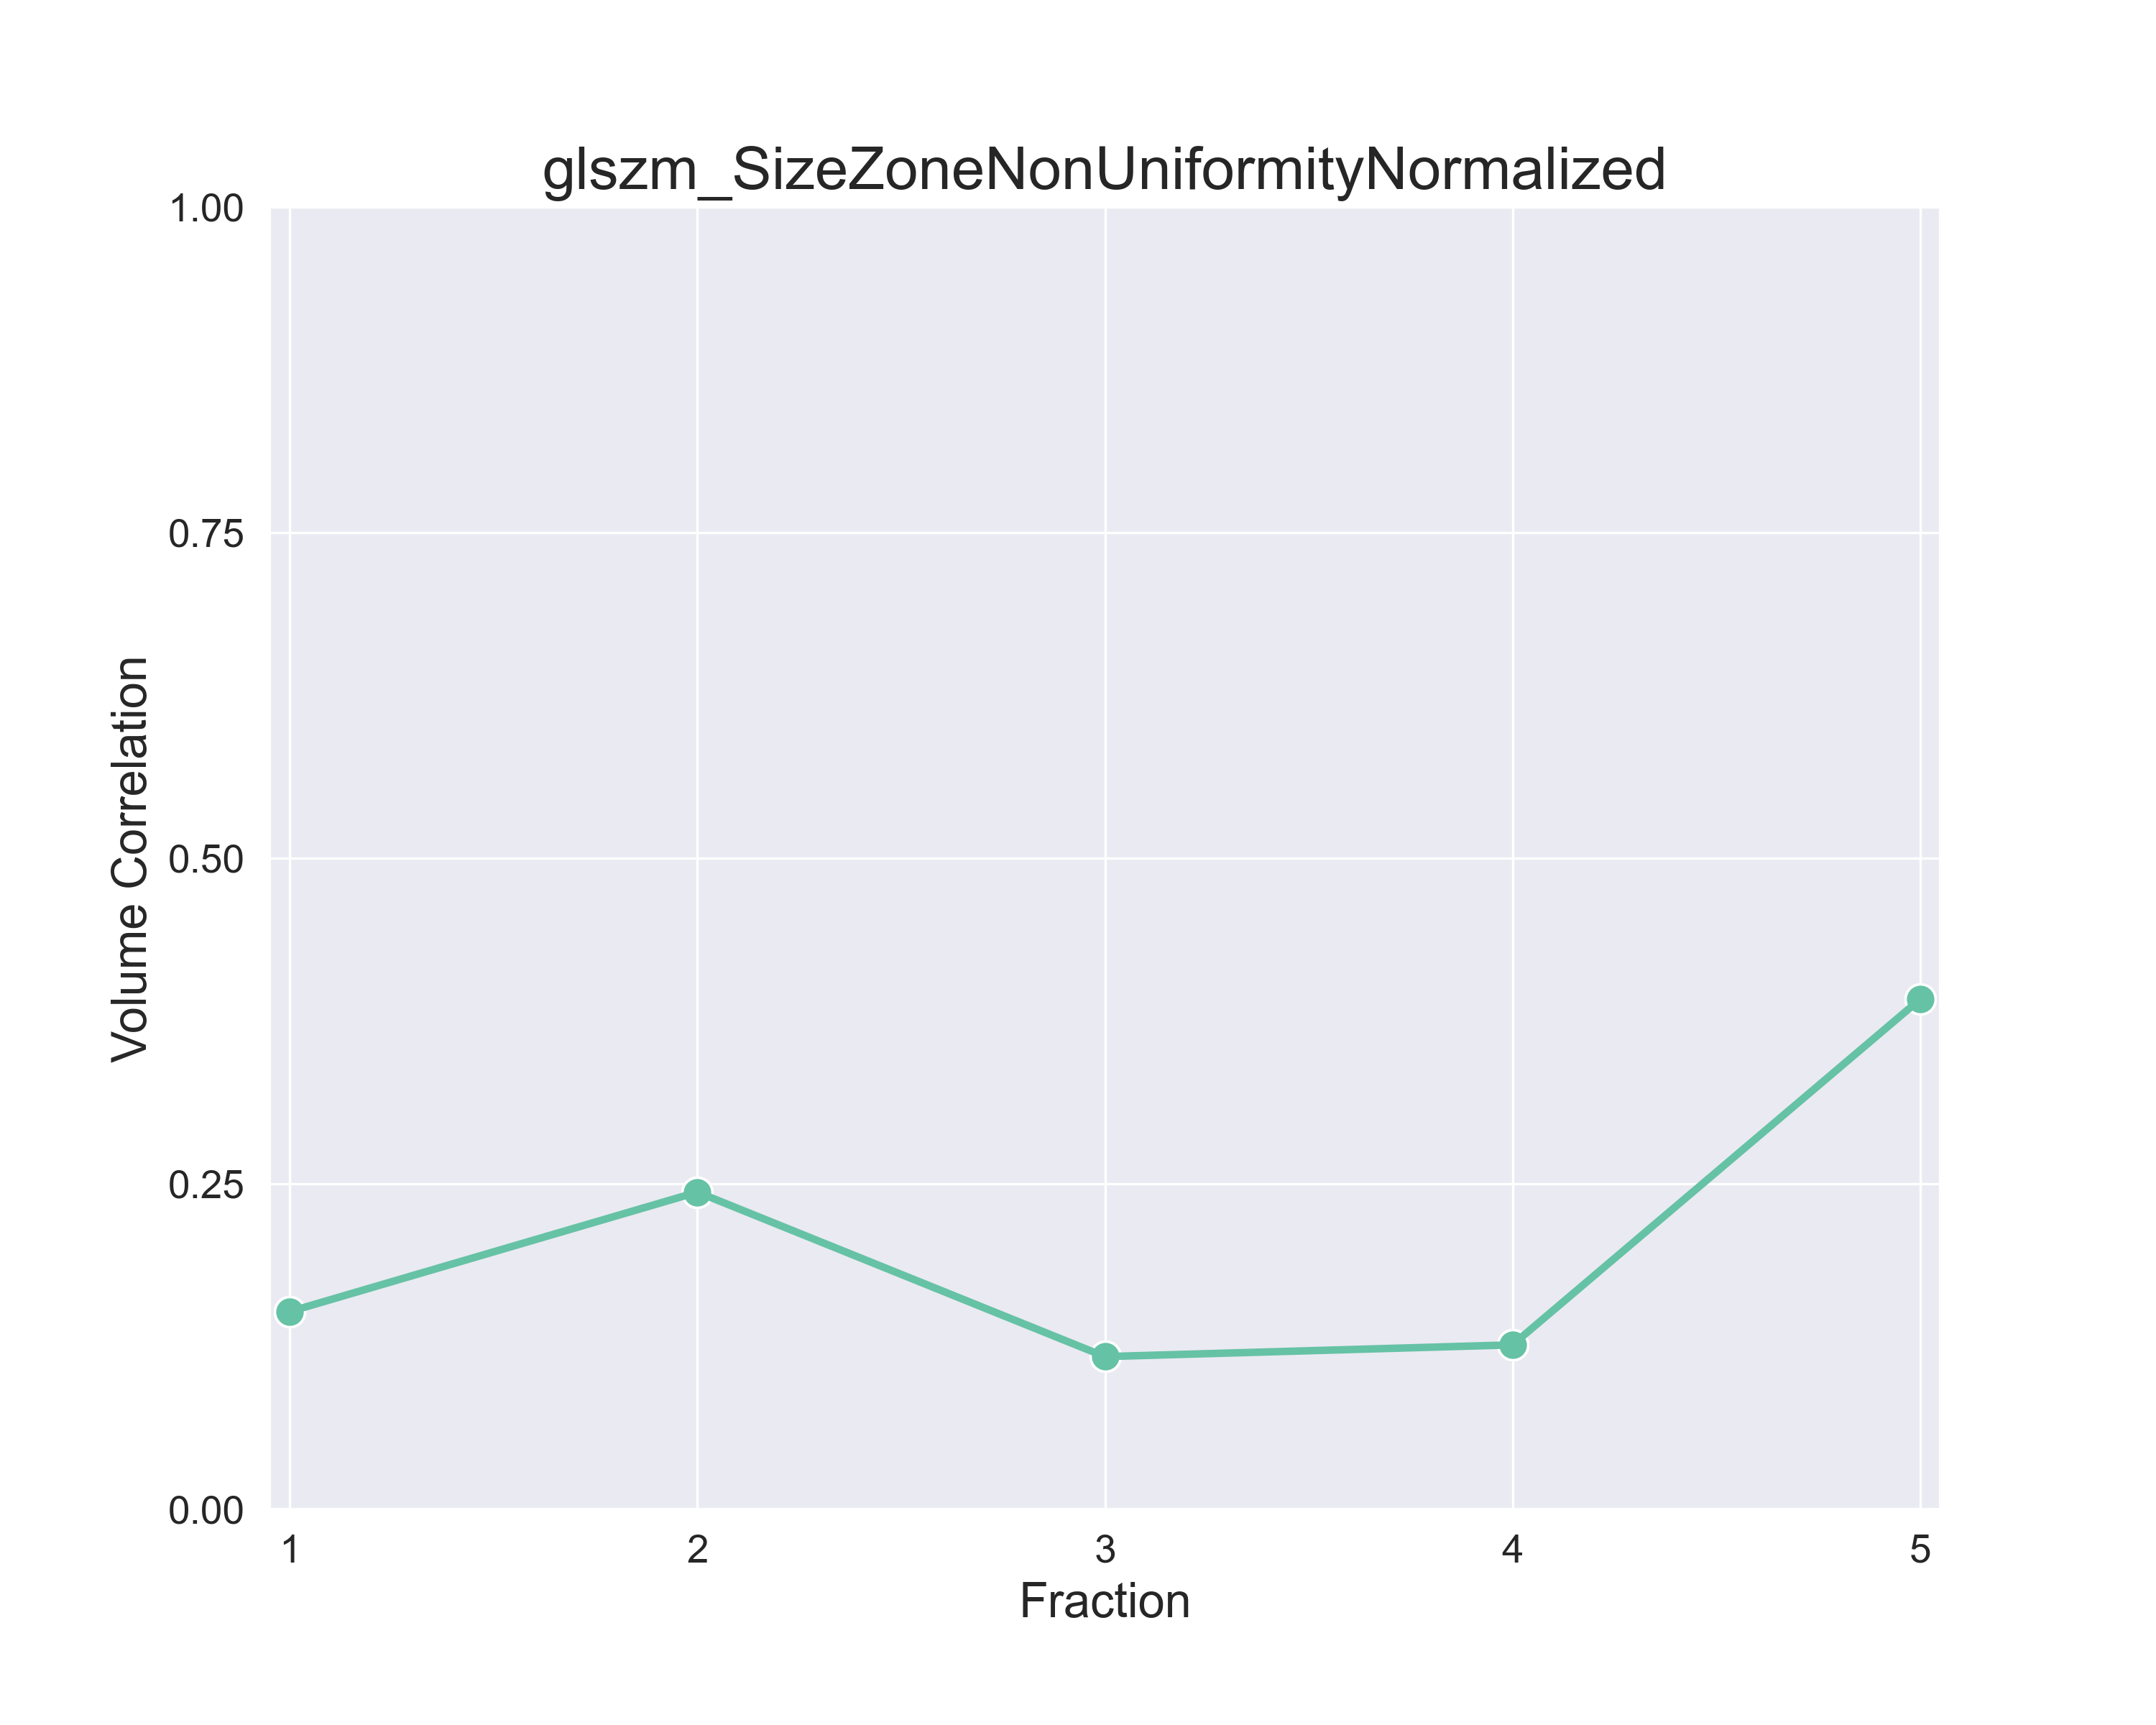 glszm_SizeZoneNonUniformityNormalized
1.00
0.75
0.50
0.25
0.00
Volume Correlation
1 2 3 4 5
Fraction